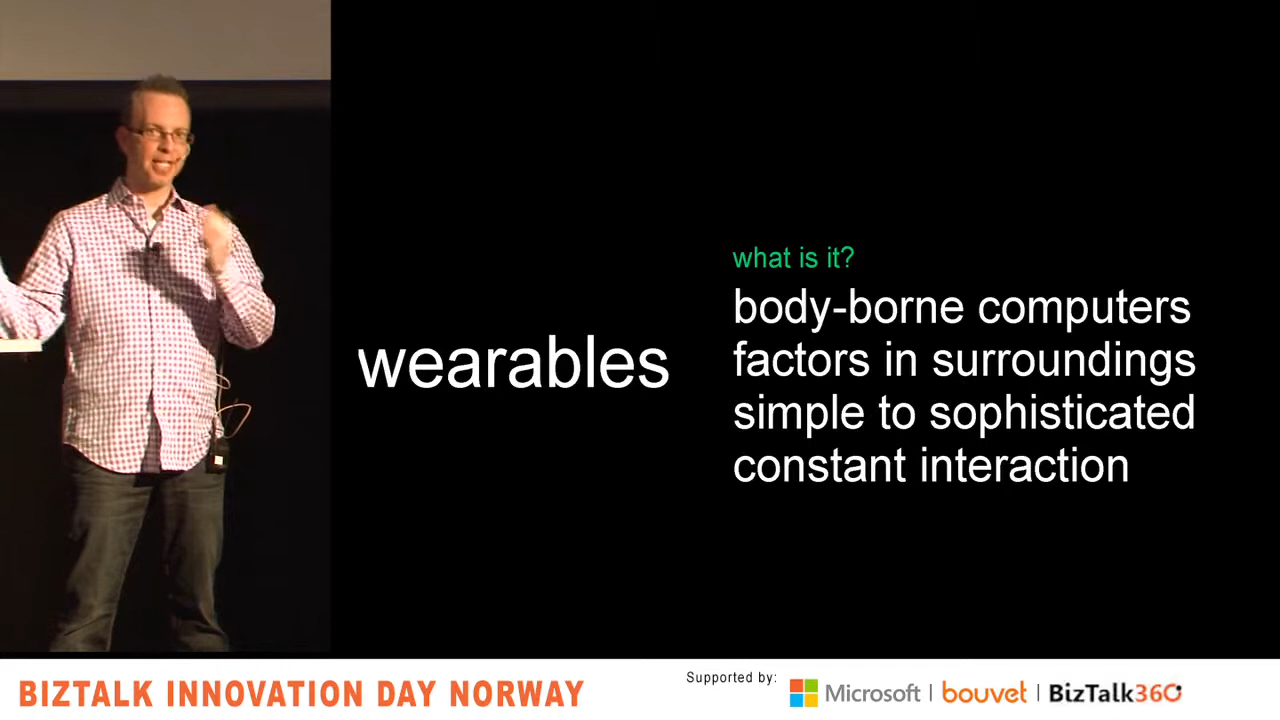 wearables
what is it?
body-borne computers
factors in surroundings
simple to sophisticated
constant interaction
BIZTALK INNOVATION DAY NORWAY
Supported by:
Microsoft | bouvet | BizTalk360